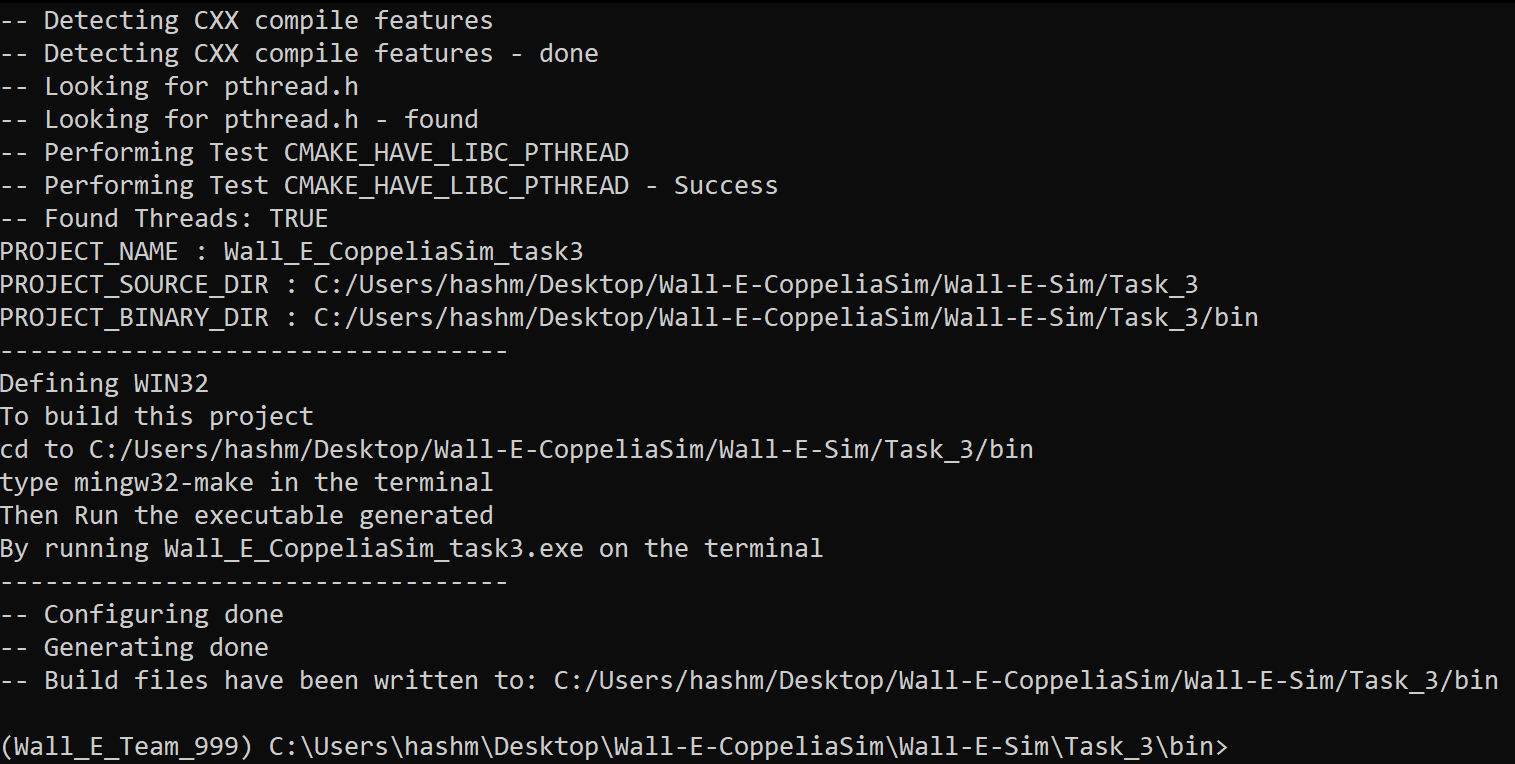 -- Detecting CXX compile features
-- Detecting CXX compile features - done
-- Looking for pthread.h
-- Looking for pthread.h - found
-- Performing Test CMAKE_HAVE_LIBC_PTHREAD
-- Performing Test CMAKE_HAVE_LIBC_PTHREAD - Success
-- Found Threads: TRUE
PROJECT_NAME : Wall_E_CoppeliaSim_task3
PROJECT_SOURCE_DIR : C:/Users/hashm/Desktop/Wall-E-CoppeliaSim/Wall-E-Sim/Task_3
PROJECT_BINARY_DIR : C:/Users/hashm/Desktop/Wall-E-CoppeliaSim/Wall-E-Sim/Task_3/bin
----------------------------------
Defining WIN32
To build this project
cd to C:/Users/hashm/Desktop/Wall-E-CoppeliaSim/Wall-E-Sim/Task_3/bin
type mingw32-make in the terminal
Then Run the executable generated
By running Wall_E_CoppeliaSim_task3.exe on the terminal
----------------------------------
-- Configuring done
-- Generating done
-- Build files have been written to: C:/Users/hashm/Desktop/Wall-E-CoppeliaSim/Wall-E-Sim/Task_3/bin
(Wall_E_Team_999) C:\Users\hashm\Desktop\Wall-E-CoppeliaSim\Wall-E-Sim\Task_3\bin>